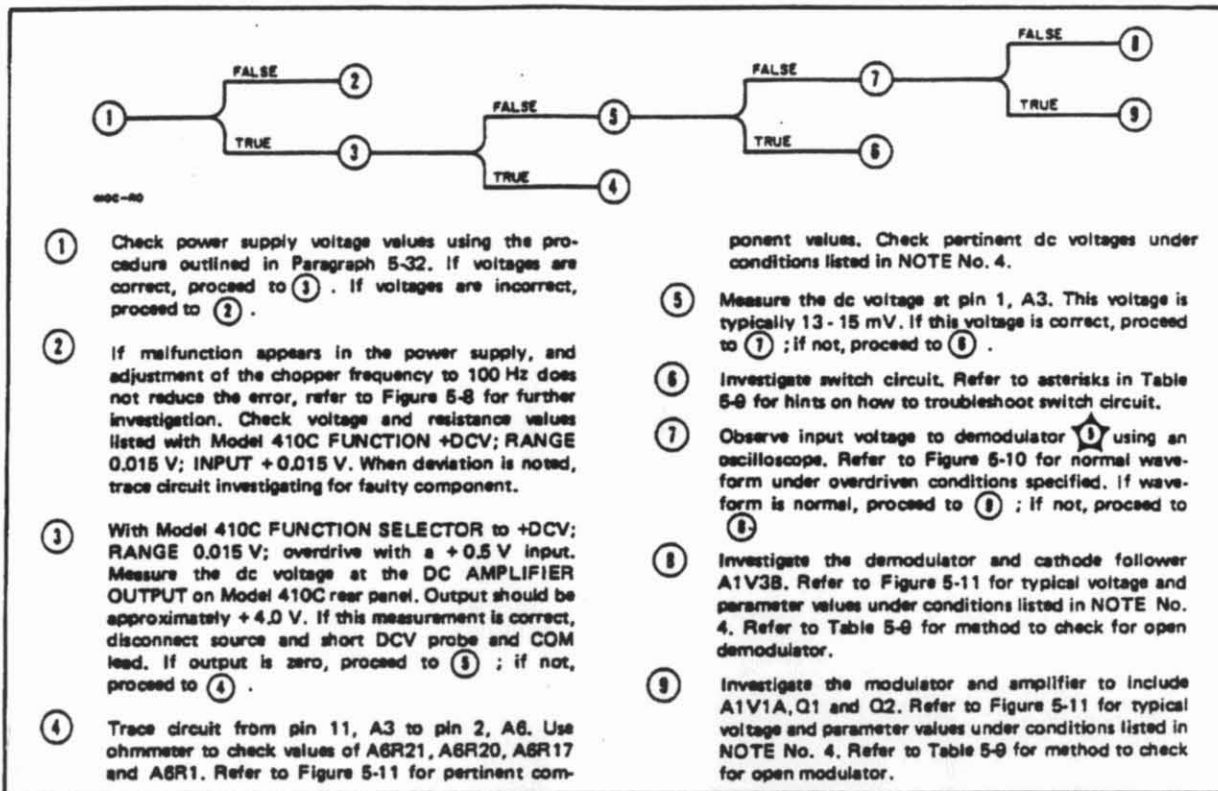 FALSE
8
FALSE
2
FALSE
7
TRUE
9
1
FALSE
5
TRUE
3
TRUE
6
TRUE
4
1 Check power supply voltage values using the pro-
cedure outlined in Paragraph 5-32. If voltages are
correct, proceed to 3 . If voltages are incorrect,
proceed to 2 .
2 If malfunction appears in the power supply, and
adjustment of the chopper frequency to 100 Hz does
not reduce the error, refer to Figure 5-8 for further
investigation. Check voltage and resistance values
listed with Model 410C FUNCTION +DCV; RANGE
0.015 V; INPUT + 0.015 V. When deviation is noted,
trace circuit investigating for faulty component.
3 With Model 410C FUNCTION SELECTOR to +DCV;
RANGE 0.015 V; overdrive with a + 0.5 V input.
Measure the dc voltage at the DC AMPLIFIER
OUTPUT on Model 410C rear panel. Output should be
approximately + 4.0 V. If this measurement is correct,
disconnect source and short DCV probe and COM
lead. If output is zero, proceed to 5 ; if not,
proceed to 4 .
4 Trace circuit from pin 11, A3 to pin 2, A6. Use
ohmmeter to check values of A6R21, A6R20, A6R17
and A6R1. Refer to Figure 5-11 for pertinent com-
ponent values. Check pertinent dc voltages under
conditions listed in NOTE No. 4.
5 Measure the dc voltage at pin 1, A3. This voltage is
typically 13 - 15 mV. If this voltage is correct, proceed
to 7 ; if not, proceed to 6 .
6 Investigate switch circuit. Refer to asterisks in Table
for hints on how to troubleshoot switch circuit.
7 Observe input voltage to demodulator using an
oscilloscope. Refer to Figure 5-10 for normal wave-
form under overdriven conditions specified. If wave-
form is normal, proceed to 9 ; if not, proceed to
8.
8 Investigate the demodulator and cathode follower
A1V3B. Refer to Figure 5-11 for typical voltage and
parameter values under conditions listed in NOTE No.
4. Refer to Table for method to check for open
demodulator.
9 Investigate the modulator and amplifier to include
A1V1A, Q1 and Q2. Refer to Figure 5-11 for typical
voltage and parameter values under conditions listed in
NOTE No. 4. Refer to Table for method to check
for open modulator.